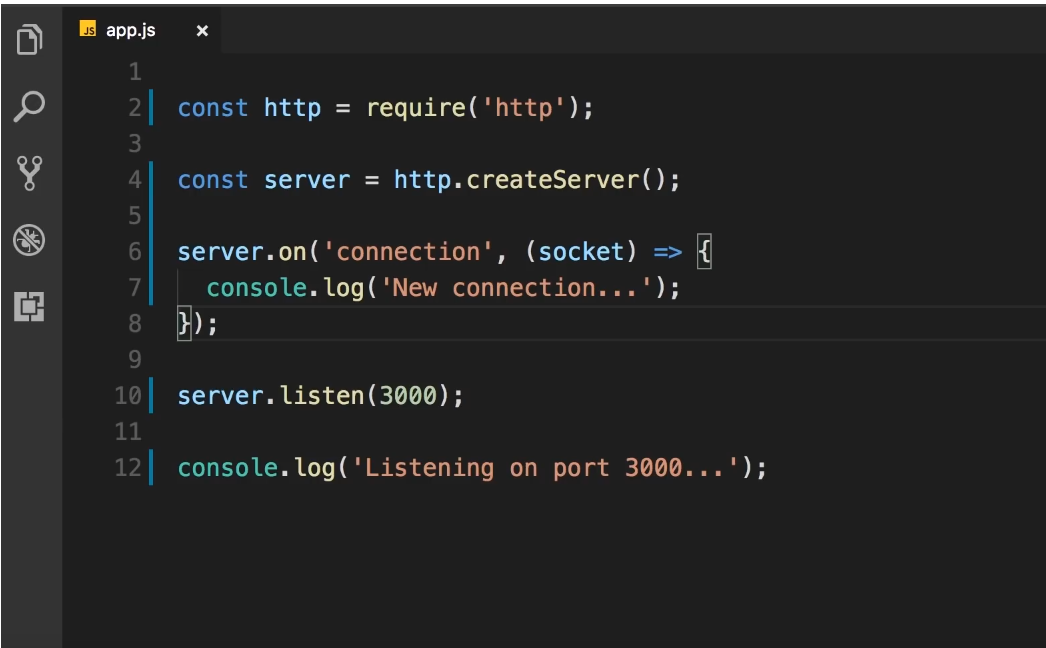 JS app.js ×
1
2 const http = require('http');
3
4 const server = http.createServer();
5
6 server.on('connection', (socket) => {
7   console.log('New connection...');
8 });
9
10 server.listen(3000);
11
12 console.log('Listening on port 3000...');